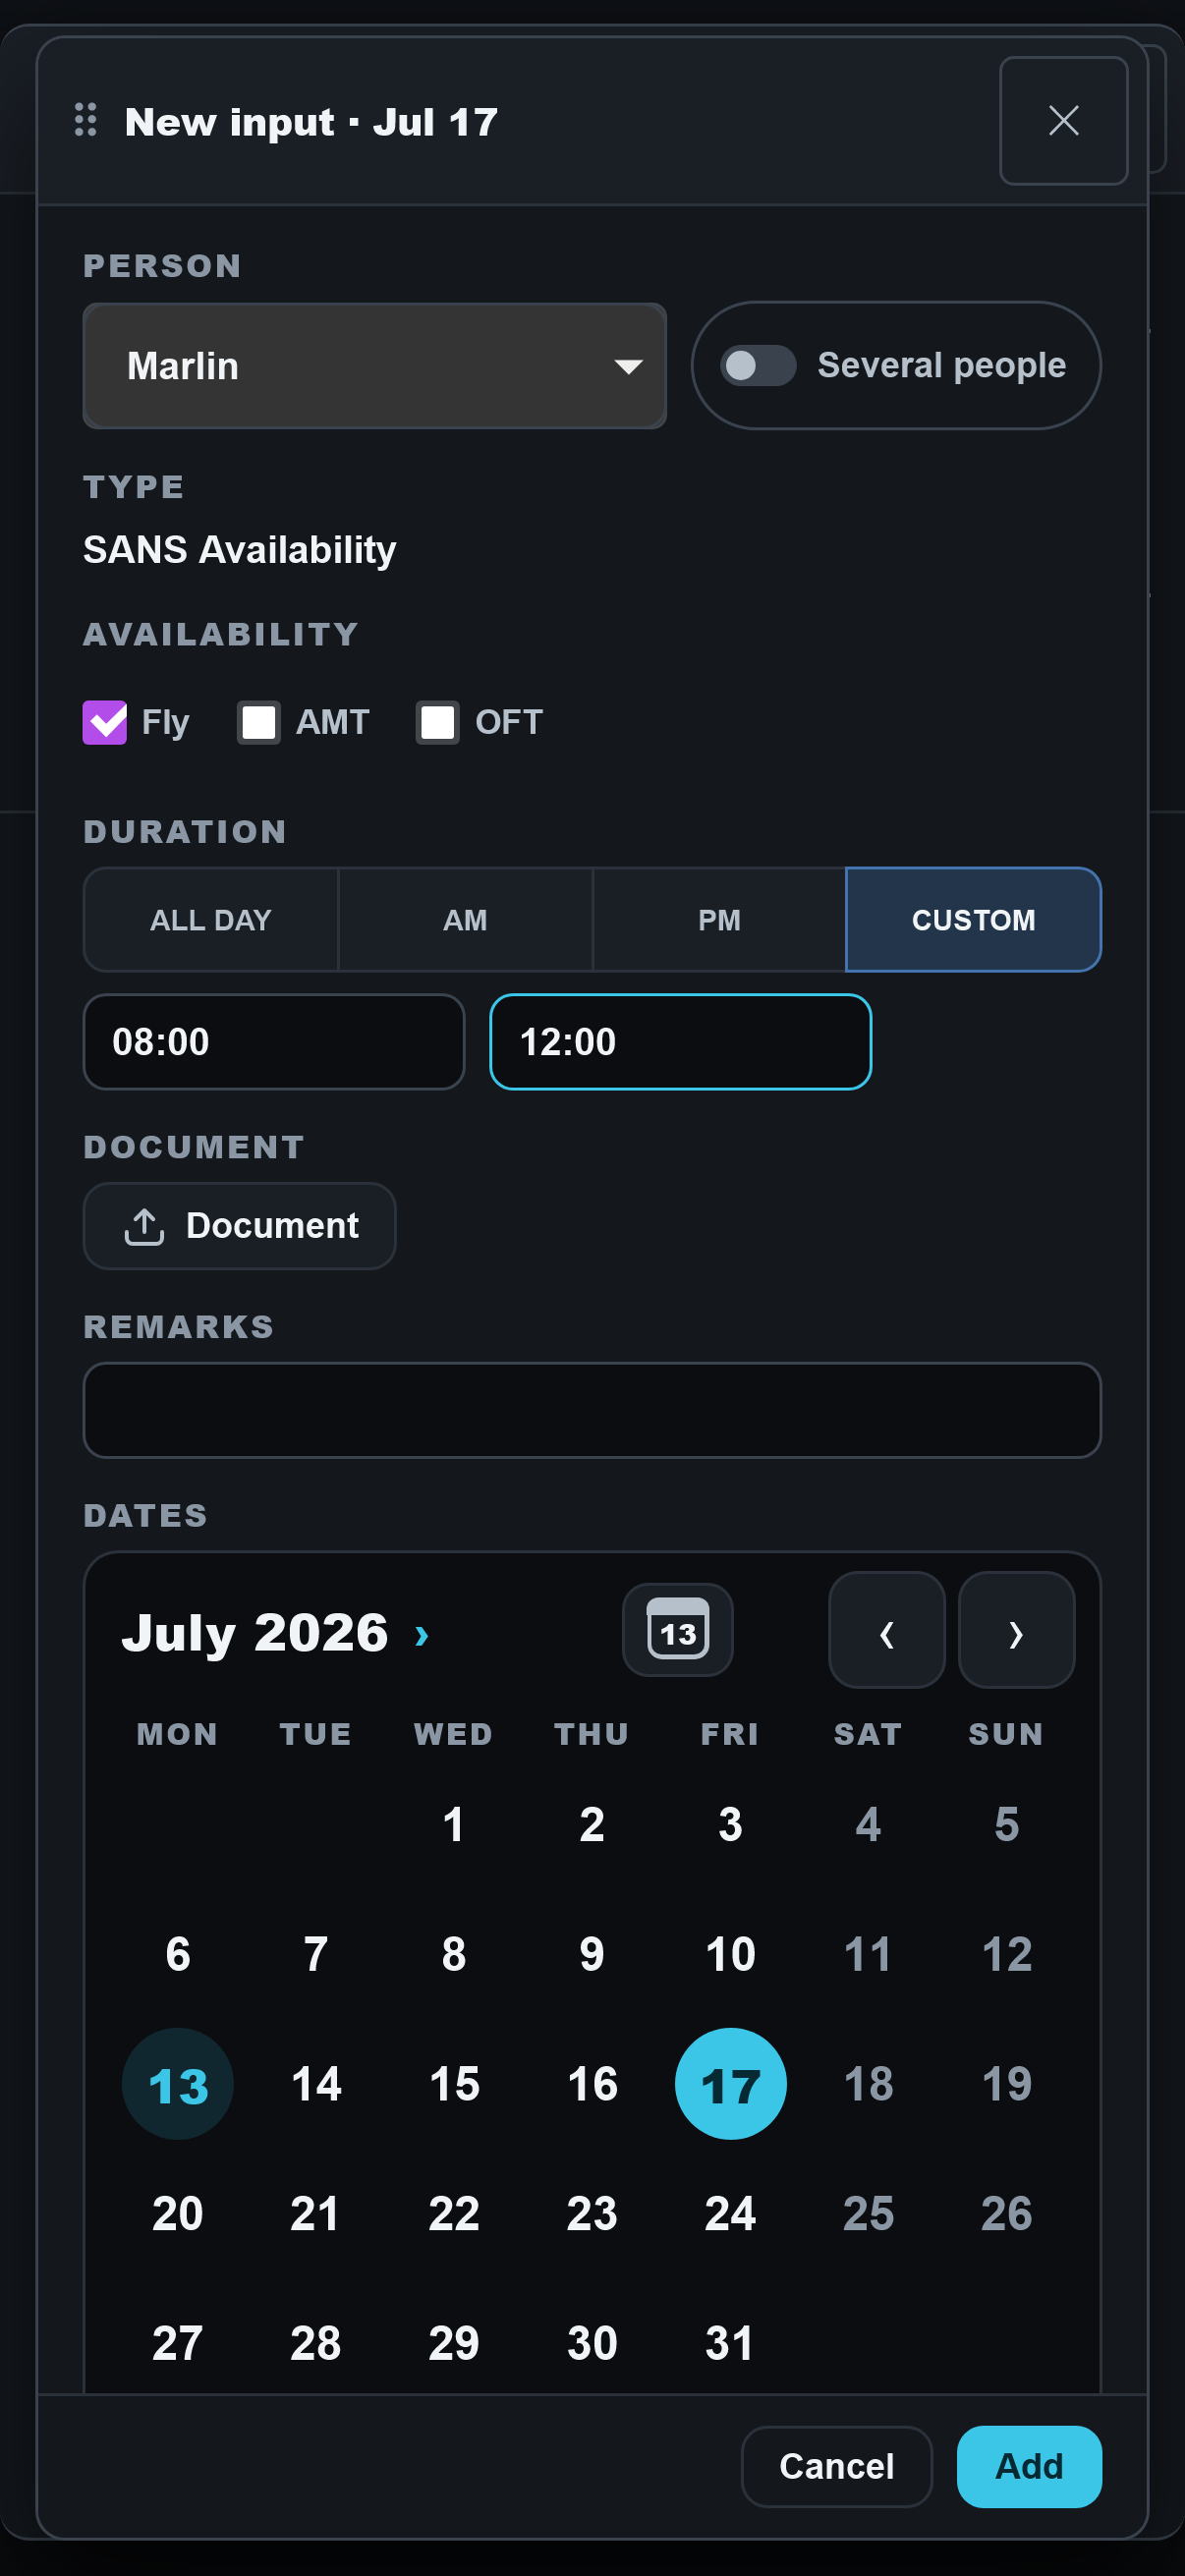 New input · Jul 17
PERSON
Marlin
Several people
TYPE
SANS Availability
AVAILABILITY
Fly AMT OFT
DURATION
ALL DAY AM PM CUSTOM
08:00 12:00
DOCUMENT
Document
REMARKS
DATES
July 2026 › 13 ‹ ›
MON TUE WED THU FRI SAT SUN
1 2 3 4 5
6 7 8 9 10 11 12
13 14 15 16 17 18 19
20 21 22 23 24 25 26
27 28 29 30 31
Cancel Add